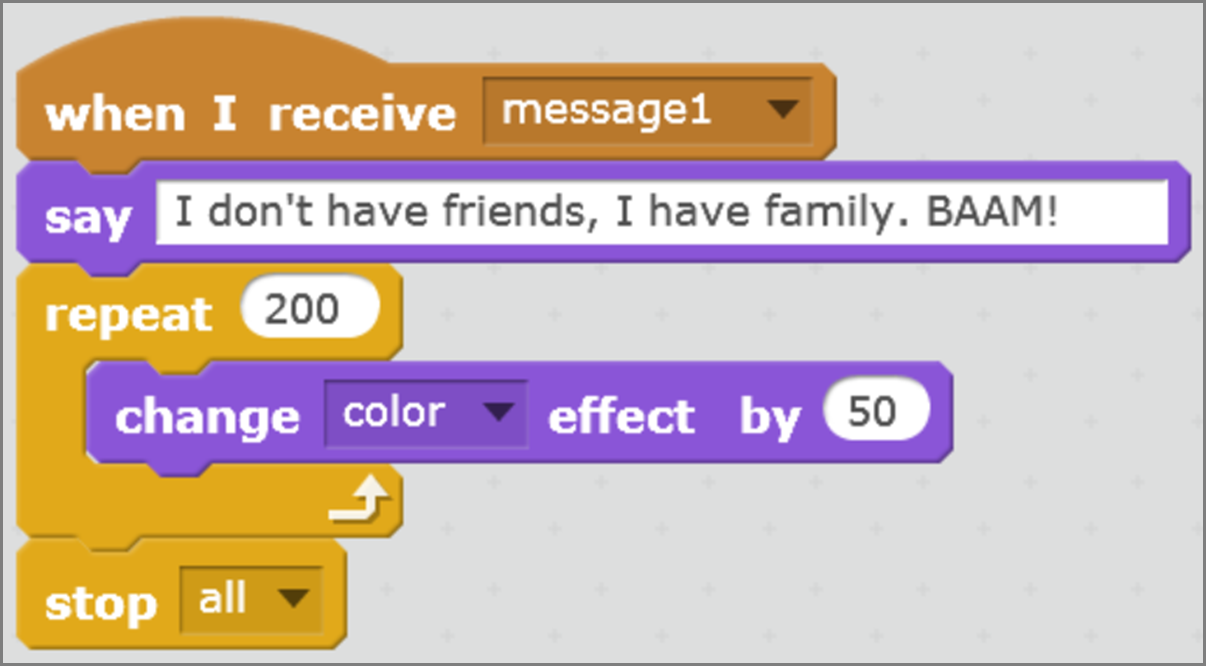 when I receive message1
say I don't have friends, I have family. BAAM!
repeat 200
change color effect by 50
stop all